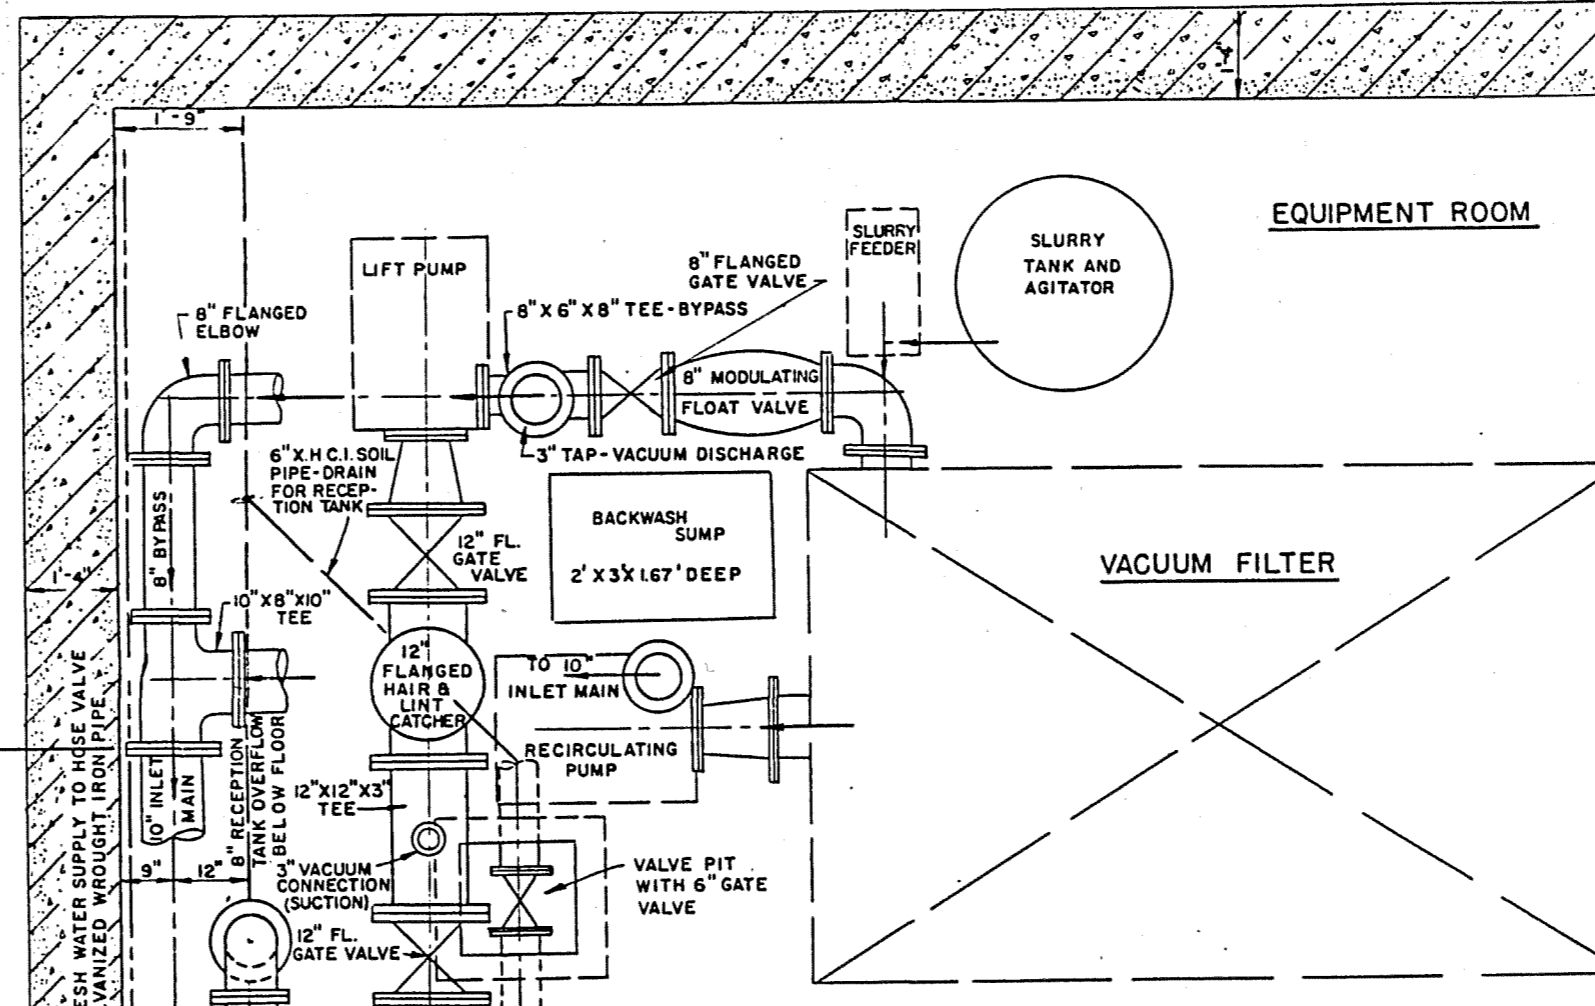 1'-4"
1'-9"
EQUIPMENT ROOM
SLURRY
FEEDER
SLURRY
TANK AND
AGITATOR
LIFT PUMP
8" FLANGED
GATE VALVE
8" FLANGED
ELBOW
8" X 6" X 8" TEE-BYPASS
8" MODULATING
FLOAT VALVE
3" TAP-VACUUM DISCHARGE
6" X.H C.I. SOIL
PIPE-DRAIN
FOR RECEP-
TION TANK
8" BYPASS
BACKWASH
SUMP
2' X 3' X 1.67' DEEP
12" FL.
GATE
VALVE
VACUUM FILTER
1'-4"
10" X 8" X 10"
TEE
12"
FLANGED
HAIR &
LINT
CATCHER
TO 10"
INLET MAIN
RECIRCULATING
PUMP
ESH WATER SUPPLY TO HOSE VALVE
VANIZED WROUGHT IRON PIPE
10" INLET
MAIN
8" RECEPTION
TANK OVERFLOW
BELOW FLOOR
12" X 12" X 3"
TEE
9"
12"
3" VACUUM
CONNECTION
(SUCTION)
VALVE PIT
WITH 6" GATE
VALVE
12" FL.
GATE VALVE